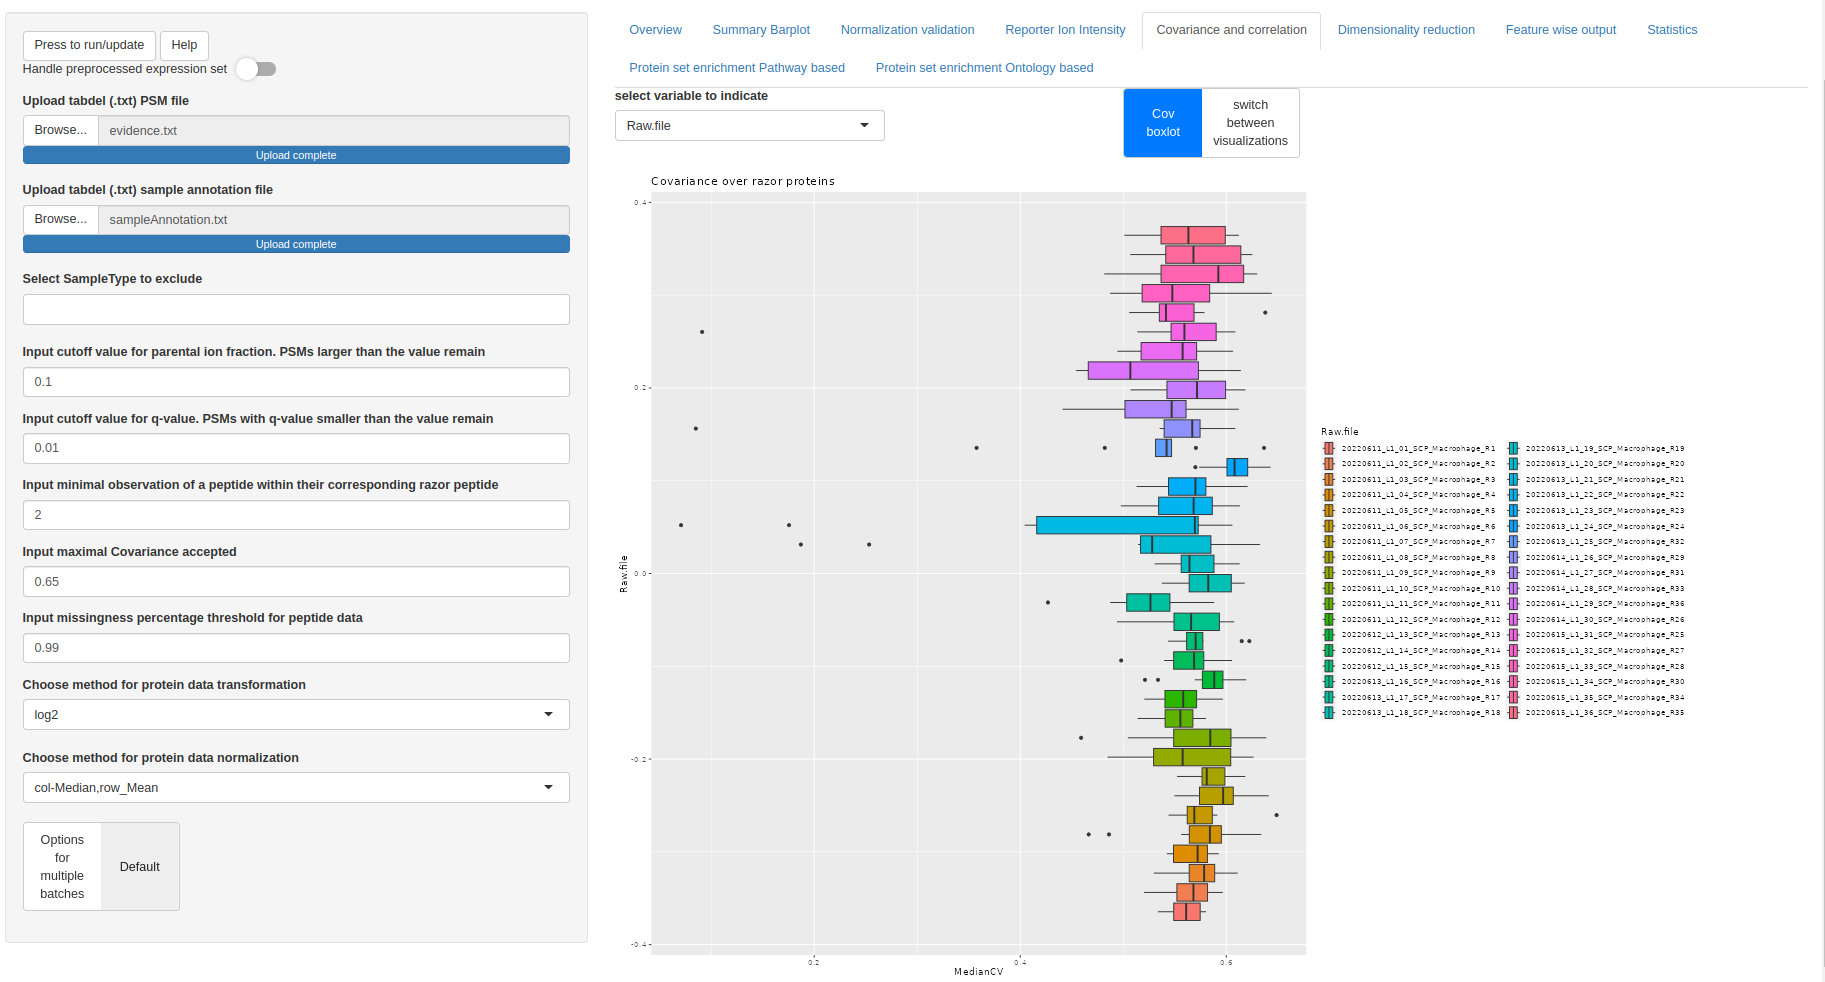 Press to run/update
Help
Handle preprocessed expression set
Upload tabdel (.txt) PSM file
Browse... evidence.txt
Upload complete
Upload tabdel (.txt) sample annotation file
Browse... sampleAnnotation.txt
Upload complete
Select SampleType to exclude
Input cutoff value for parental ion fraction. PSMs larger than the value remain
0.1
Input cutoff value for q-value. PSMs with q-value smaller than the value remain
0.01
Input minimal observation of a peptide within their corresponding razor peptide
2
Input maximal Covariance accepted
0.65
Input missingness percentage threshold for peptide data
0.99
Choose method for protein data transformation
log2
Choose method for protein data normalization
col-Median,row_Mean
Options
for
multiple
batches
Default
Overview Summary Barplot Normalization validation Reporter Ion Intensity Covariance and correlation Dimensionality reduction Feature wise output Statistics
Protein set enrichment Pathway based Protein set enrichment Ontology based
select variable to indicate
Raw.file
Cov
boxlot
switch
between
visualizations
Covariance over razor proteins
0.4
0.2
0.0
-0.2
-0.4
Raw.file
0.2 0.4 0.6
MedianCV
Raw.file
20220611_L1_01_SCP_Macrophage_R1
20220611_L1_02_SCP_Macrophage_R2
20220611_L1_03_SCP_Macrophage_R3
20220611_L1_04_SCP_Macrophage_R4
20220611_L1_05_SCP_Macrophage_R5
20220611_L1_06_SCP_Macrophage_R6
20220611_L1_07_SCP_Macrophage_R7
20220611_L1_08_SCP_Macrophage_R8
20220611_L1_09_SCP_Macrophage_R9
20220611_L1_10_SCP_Macrophage_R10
20220611_L1_11_SCP_Macrophage_R11
20220611_L1_12_SCP_Macrophage_R12
20220612_L1_13_SCP_Macrophage_R13
20220612_L1_14_SCP_Macrophage_R14
20220612_L1_15_SCP_Macrophage_R15
20220613_L1_16_SCP_Macrophage_R16
20220613_L1_17_SCP_Macrophage_R17
20220613_L1_18_SCP_Macrophage_R18
20220613_L1_19_SCP_Macrophage_R19
20220613_L1_20_SCP_Macrophage_R20
20220613_L1_21_SCP_Macrophage_R21
20220613_L1_22_SCP_Macrophage_R22
20220613_L1_23_SCP_Macrophage_R23
20220613_L1_24_SCP_Macrophage_R24
20220613_L1_25_SCP_Macrophage_R32
20220614_L1_26_SCP_Macrophage_R29
20220614_L1_27_SCP_Macrophage_R31
20220614_L1_28_SCP_Macrophage_R33
20220614_L1_29_SCP_Macrophage_R36
20220614_L1_30_SCP_Macrophage_R26
20220615_L1_31_SCP_Macrophage_R25
20220615_L1_32_SCP_Macrophage_R27
20220615_L1_33_SCP_Macrophage_R28
20220615_L1_34_SCP_Macrophage_R30
20220615_L1_35_SCP_Macrophage_R34
20220615_L1_36_SCP_Macrophage_R35